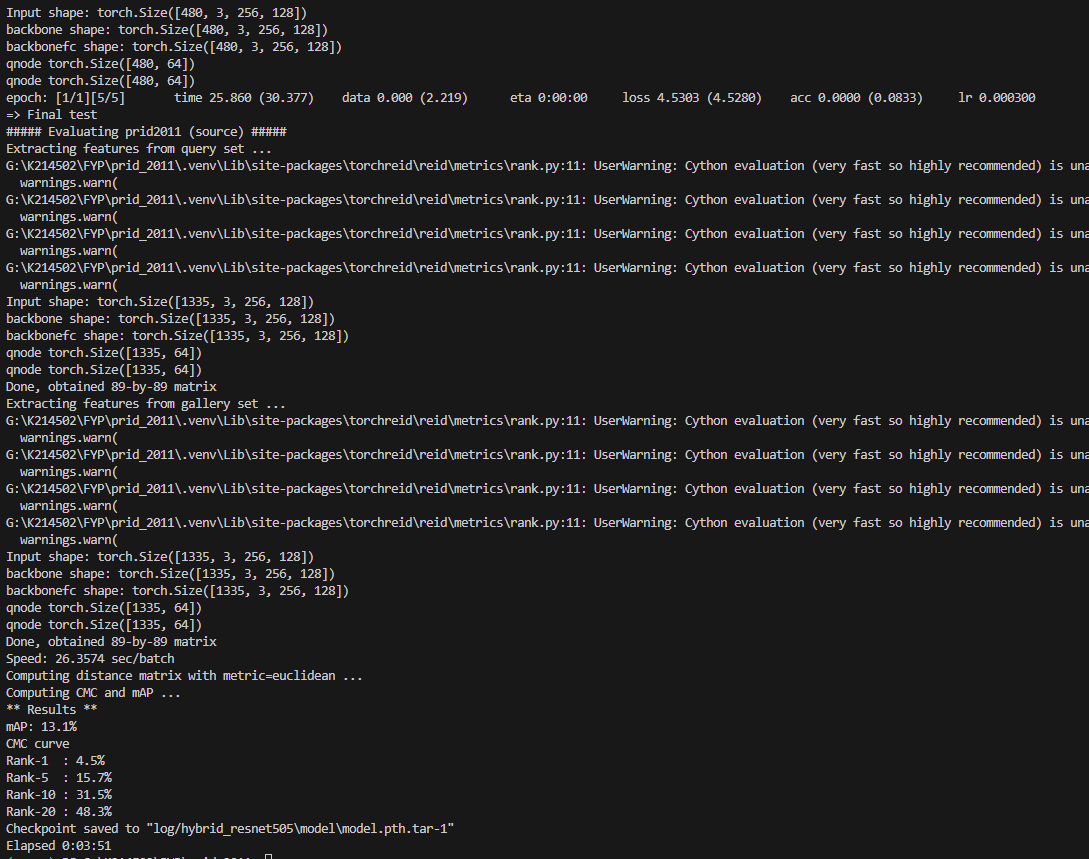 Input shape: torch.Size([480, 3, 256, 128])
backbone shape: torch.Size([480, 3, 256, 128])
backbonefc shape: torch.Size([480, 3, 256, 128])
qnode torch.Size([480, 64])
qnode torch.Size([480, 64])
epoch: [1/1][5/5]       time 25.860 (30.377)    data 0.000 (2.219)      eta 0:00:00     loss 4.5303 (4.5280)    acc 0.0000 (0.0833)     lr 0.000300
=> Final test
##### Evaluating prid2011 (source) #####
Extracting features from query set ...
G:\K214502\FYP\prid_2011\.venv\Lib\site-packages\torchreid\reid\metrics\rank.py:11: UserWarning: Cython evaluation (very fast so highly recommended) is una
  warnings.warn(
G:\K214502\FYP\prid_2011\.venv\Lib\site-packages\torchreid\reid\metrics\rank.py:11: UserWarning: Cython evaluation (very fast so highly recommended) is una
  warnings.warn(
G:\K214502\FYP\prid_2011\.venv\Lib\site-packages\torchreid\reid\metrics\rank.py:11: UserWarning: Cython evaluation (very fast so highly recommended) is una
  warnings.warn(
G:\K214502\FYP\prid_2011\.venv\Lib\site-packages\torchreid\reid\metrics\rank.py:11: UserWarning: Cython evaluation (very fast so highly recommended) is una
  warnings.warn(
Input shape: torch.Size([1335, 3, 256, 128])
backbone shape: torch.Size([1335, 3, 256, 128])
backbonefc shape: torch.Size([1335, 3, 256, 128])
qnode torch.Size([1335, 64])
qnode torch.Size([1335, 64])
Done, obtained 89-by-89 matrix
Extracting features from gallery set ...
G:\K214502\FYP\prid_2011\.venv\Lib\site-packages\torchreid\reid\metrics\rank.py:11: UserWarning: Cython evaluation (very fast so highly recommended) is una
  warnings.warn(
G:\K214502\FYP\prid_2011\.venv\Lib\site-packages\torchreid\reid\metrics\rank.py:11: UserWarning: Cython evaluation (very fast so highly recommended) is una
  warnings.warn(
G:\K214502\FYP\prid_2011\.venv\Lib\site-packages\torchreid\reid\metrics\rank.py:11: UserWarning: Cython evaluation (very fast so highly recommended) is una
  warnings.warn(
G:\K214502\FYP\prid_2011\.venv\Lib\site-packages\torchreid\reid\metrics\rank.py:11: UserWarning: Cython evaluation (very fast so highly recommended) is una
  warnings.warn(
Input shape: torch.Size([1335, 3, 256, 128])
backbone shape: torch.Size([1335, 3, 256, 128])
backbonefc shape: torch.Size([1335, 3, 256, 128])
qnode torch.Size([1335, 64])
qnode torch.Size([1335, 64])
Done, obtained 89-by-89 matrix
Speed: 26.3574 sec/batch
Computing distance matrix with metric=euclidean ...
Computing CMC and mAP ...
** Results **
mAP: 13.1%
CMC curve
Rank-1  : 4.5%
Rank-5  : 15.7%
Rank-10 : 31.5%
Rank-20 : 48.3%
Checkpoint saved to "log/hybrid_resnet505\model\model.pth.tar-1"
Elapsed 0:03:51